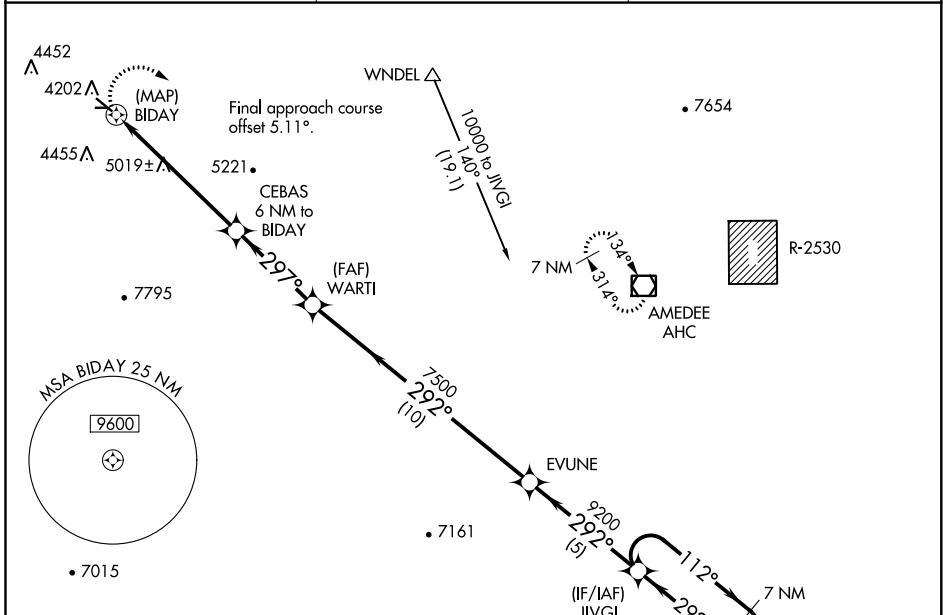 4452
4202
(MAP)
BIDAY
Final approach course
offset 5.11°.
WNDEL
10000 to JIVGI
140°
(19.1)
7654
4455
5019±
5221
CEBAS
6 NM to
BIDAY
297°
(FAF)
WARTI
7 NM
134°
314°
AMEDEE
AHC
R-2530
7795
MSA BIDAY 25 NM
9600
7500
292°
(10)
EVUNE
9200
292°
(5)
7161
7015
112°
7 NM
(IF/IAF)
JIVGI